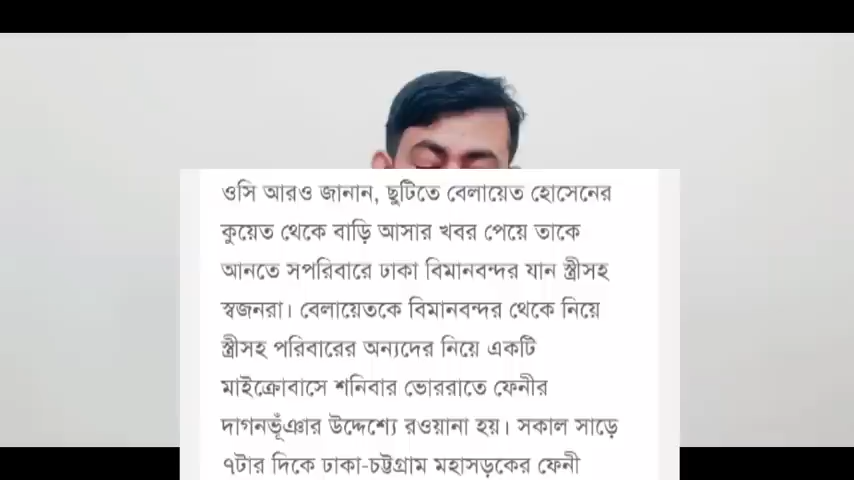 ওসি আরও জানান, ছুটিতে বেলায়েত হোসেনের
কুয়েত থেকে বাড়ি আসার খবর পেয়ে তাকে
আনতে সপরিবারে ঢাকা বিমানবন্দর যান স্ত্রীসহ
স্বজনরা। বেলায়েতকে বিমানবন্দর থেকে নিয়ে
স্ত্রীসহ পরিবারের অন্যদের নিয়ে একটি
মাইক্রোবাসে শনিবার ভোররাতে ফেনীর
দাগনভূঁঞার উদ্দেশ্যে রওয়ানা হয়। সকাল সাড়ে
৭টার দিকে ঢাকা-চট্টগ্রাম মহাসড়কের ফেনী